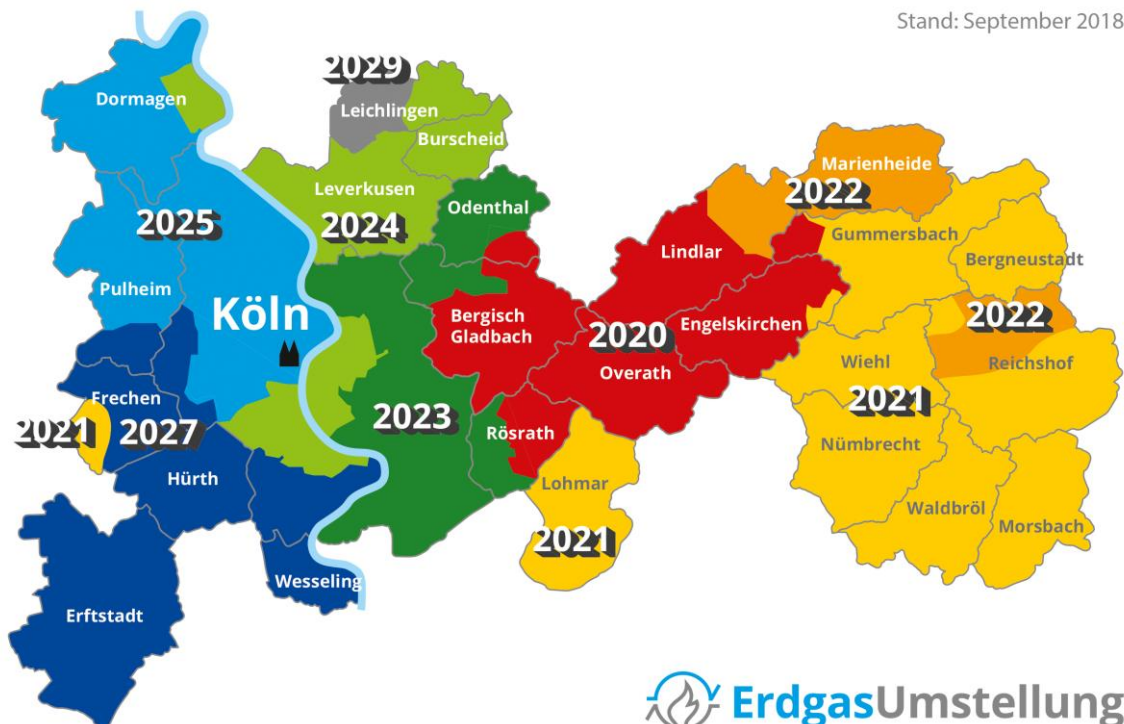 Stand: September 2018
2029
Dormagen
Leichlingen
Burscheid
Marienheide
Leverkusen
2022
2025
2024
Odenthal
Gummersbach
Lindlar
Bergneustadt
Pulheim
Köln
Bergisch
Gladbach
2020
Engelskirchen
2022
Wiehl
Reichshof
Overath
Frechen
2021
2021
2027
2023
Rösrath
Nümbrecht
Hürth
Lohmar
Waldbröl
Morsbach
2021
Wesseling
Erftstadt
ErdgasUmstellung